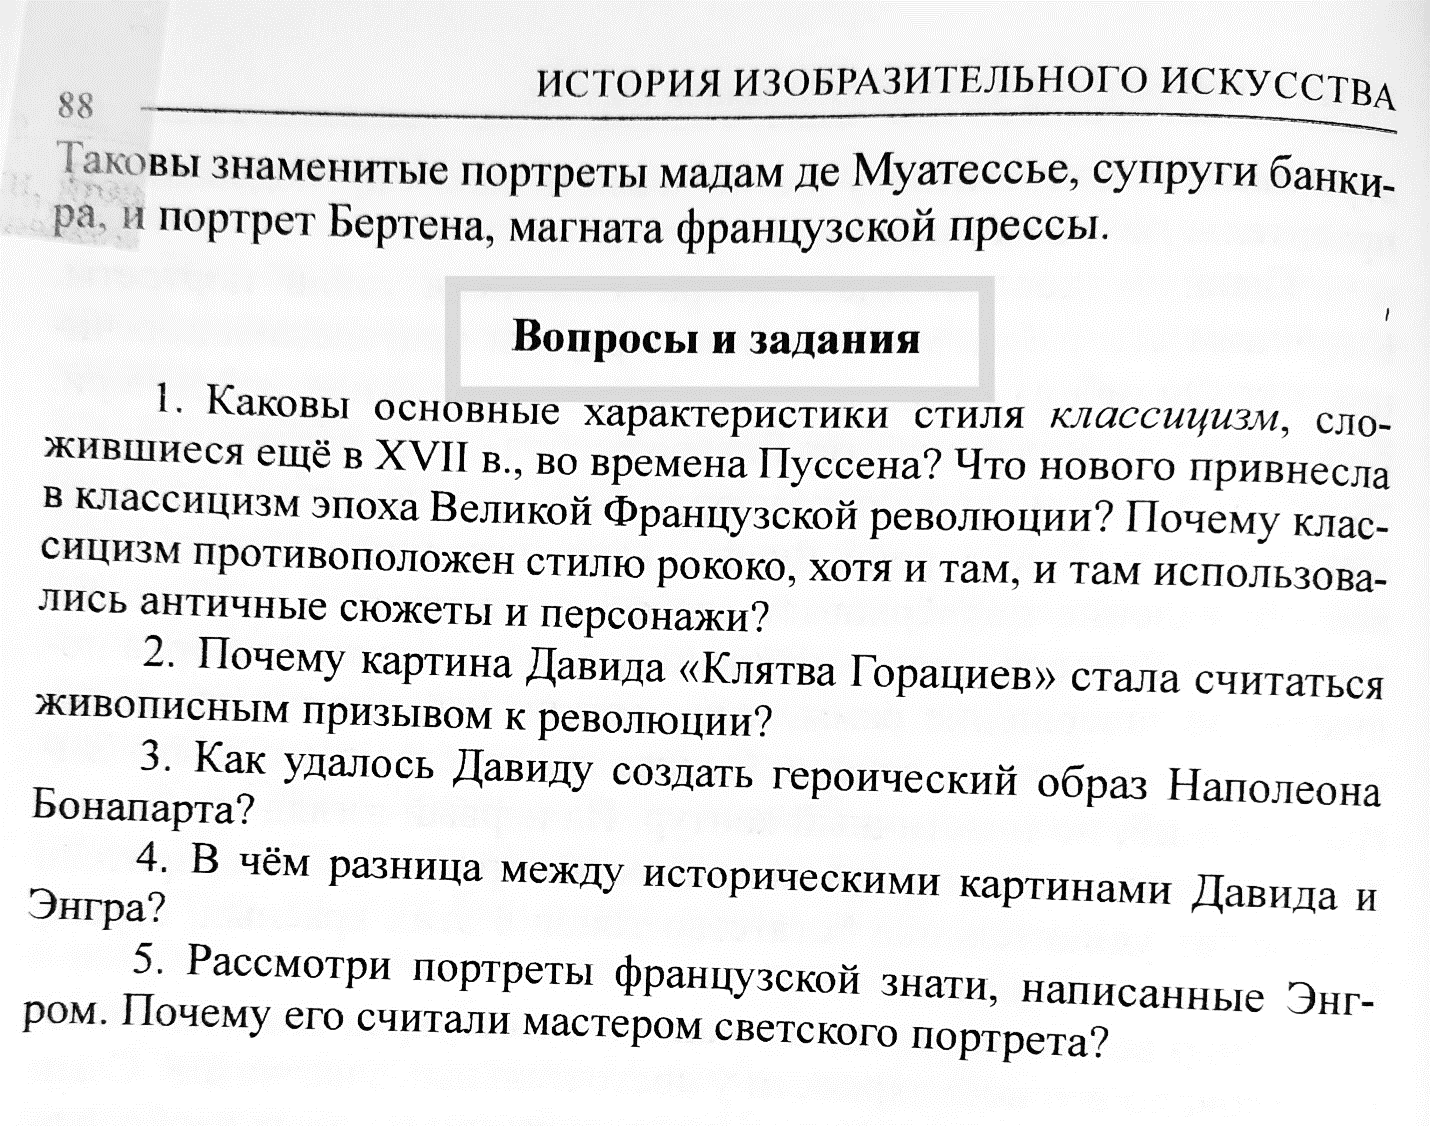 88
ИСТОРИЯ ИЗОБРАЗИТЕЛЬНОГО ИСКУССТВА
Таковы знаменитые портреты мадам де Муатессье, супруги банки-
ра, и портрет Бертена, магната французской прессы.
Вопросы и задания
1. Каковы основные характеристики стиля классицизм, сло-
жившиеся ещё в XVII в., во времена Пуссена? Что нового привнесла
в классицизм эпоха Великой Французской революции? Почему клас-
сицизм противоположен стилю рококо, хотя и там, и там использова-
лись античные сюжеты и персонажи?
2. Почему картина Давида «Клятва Горациев» стала считаться
живописным призывом к революции?
3. Как удалось Давиду создать героический образ Наполеона
Бонапарта?
4. В чём разница между историческими картинами Давида и
Энгра?
5. Рассмотри портреты французской знати, написанные Энг-
ром. Почему его считали мастером светского портрета?